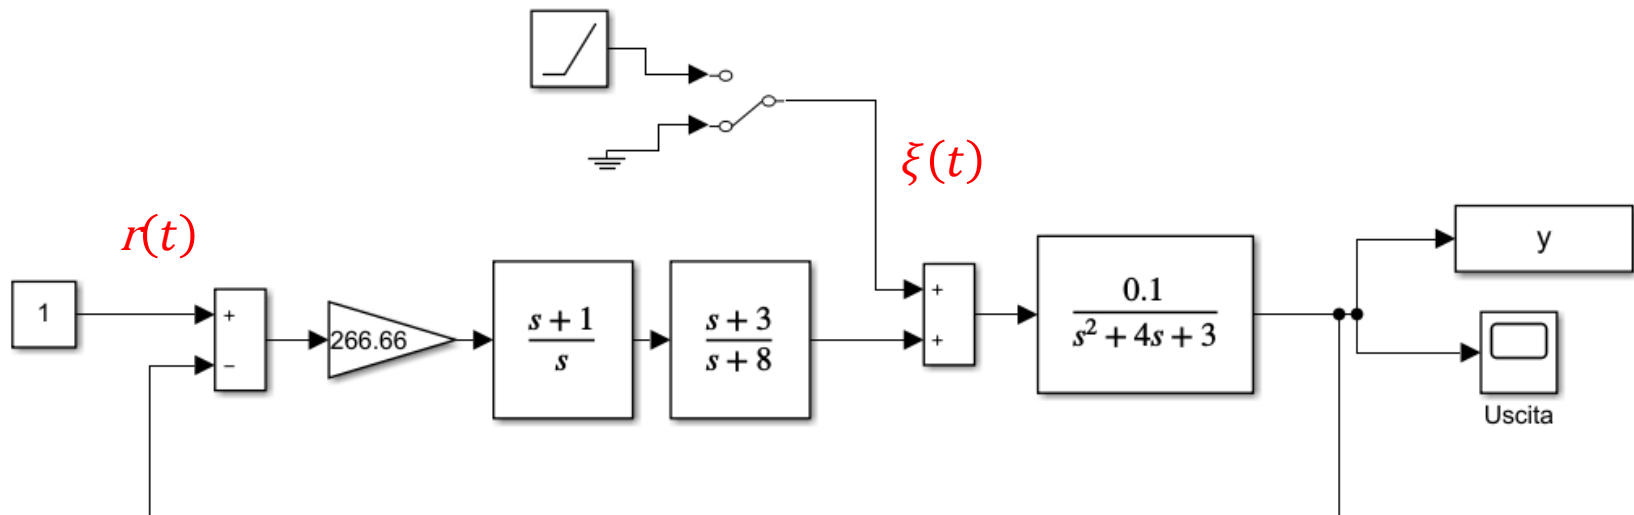 ξ(t)
r(t)
1
+
−
266.66
s + 1
s
s + 3
s + 8
+
+
0.1
s² + 4s + 3
y
Uscita